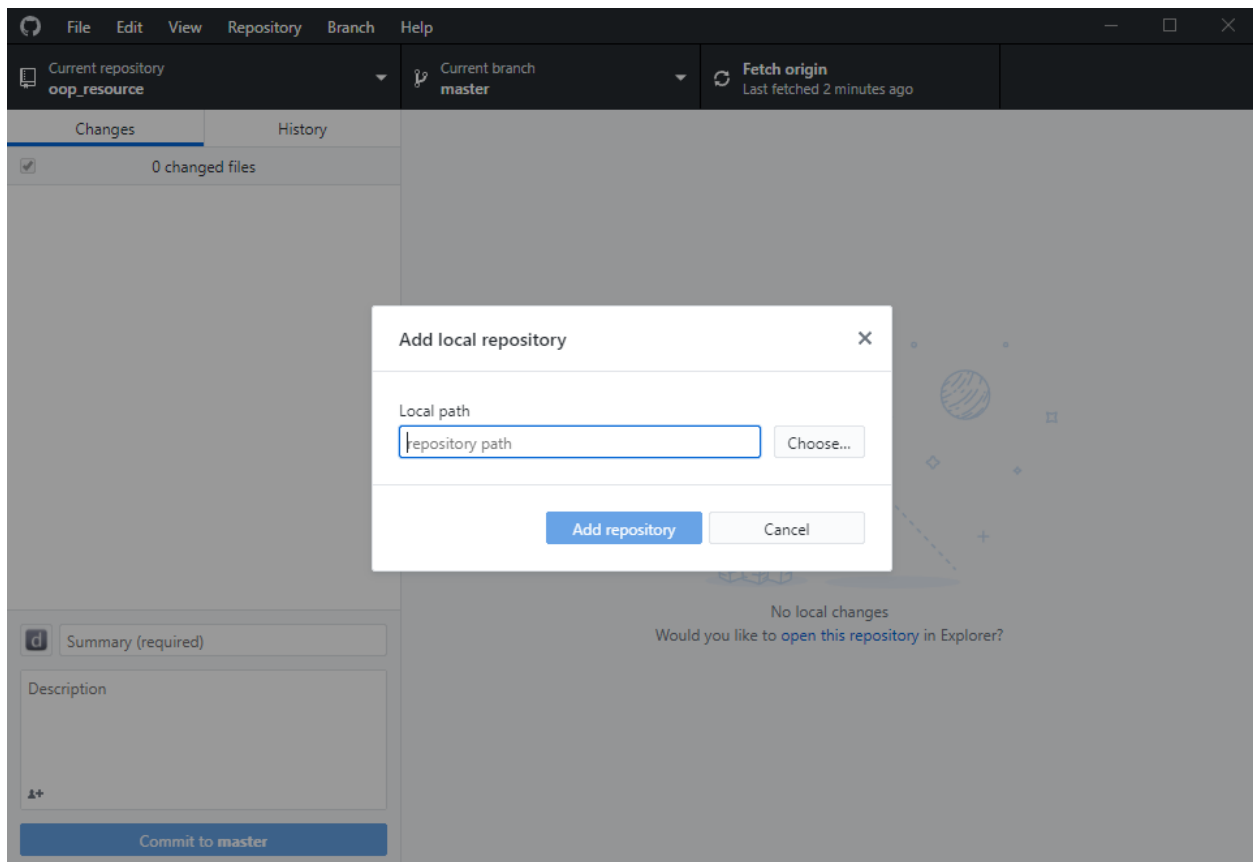 File Edit View Repository Branch Help
Current repository
oop_resource
Current branch
master
Fetch origin
Last fetched 2 minutes ago
Changes
History
0 changed files
Add local repository
Local path
repository path
Choose...
Add repository
Cancel
No local changes
Would you like to open this repository in Explorer?
d
Summary (required)
Description
Commit to master